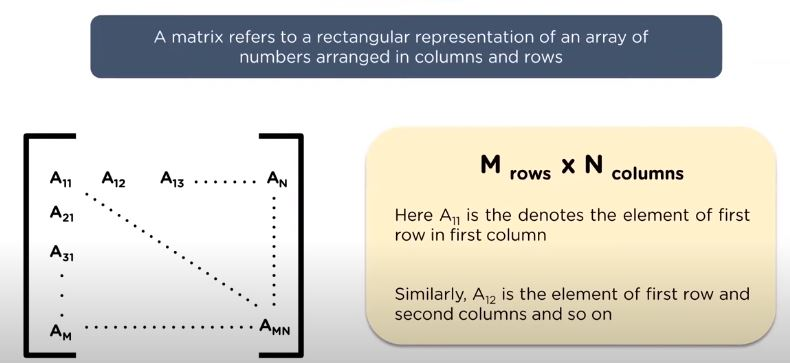 A matrix refers to a rectangular representation of an array of
numbers arranged in columns and rows
A₁₁ A₁₂ A₁₃ ....... Aₙ
A₂₁
A₃₁
Aₘ ................... Aₘₙ
M rows x N columns
Here A₁₁ is the denotes the element of first
row in first column
Similarly, A₁₂ is the element of first row and
second columns and so on